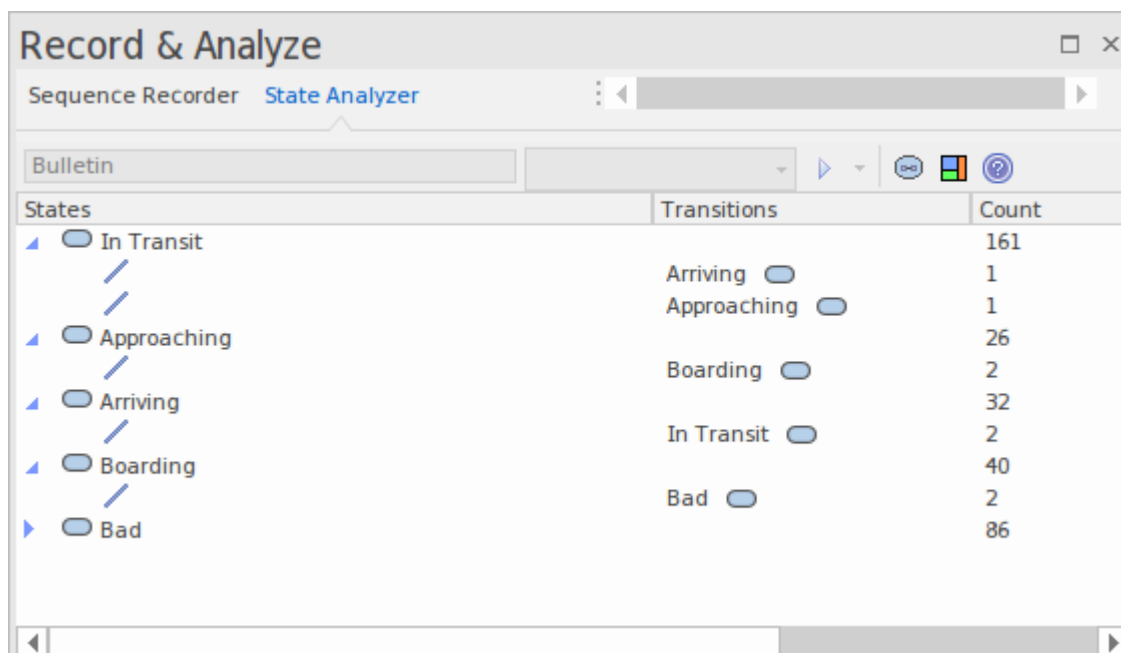 Record & Analyze
Sequence Recorder State Analyzer
Bulletin
States Transitions Count
In Transit 161
Arriving 1
Approaching 1
Approaching 26
Boarding 2
Arriving 32
In Transit 2
Boarding 40
Bad 2
Bad 86